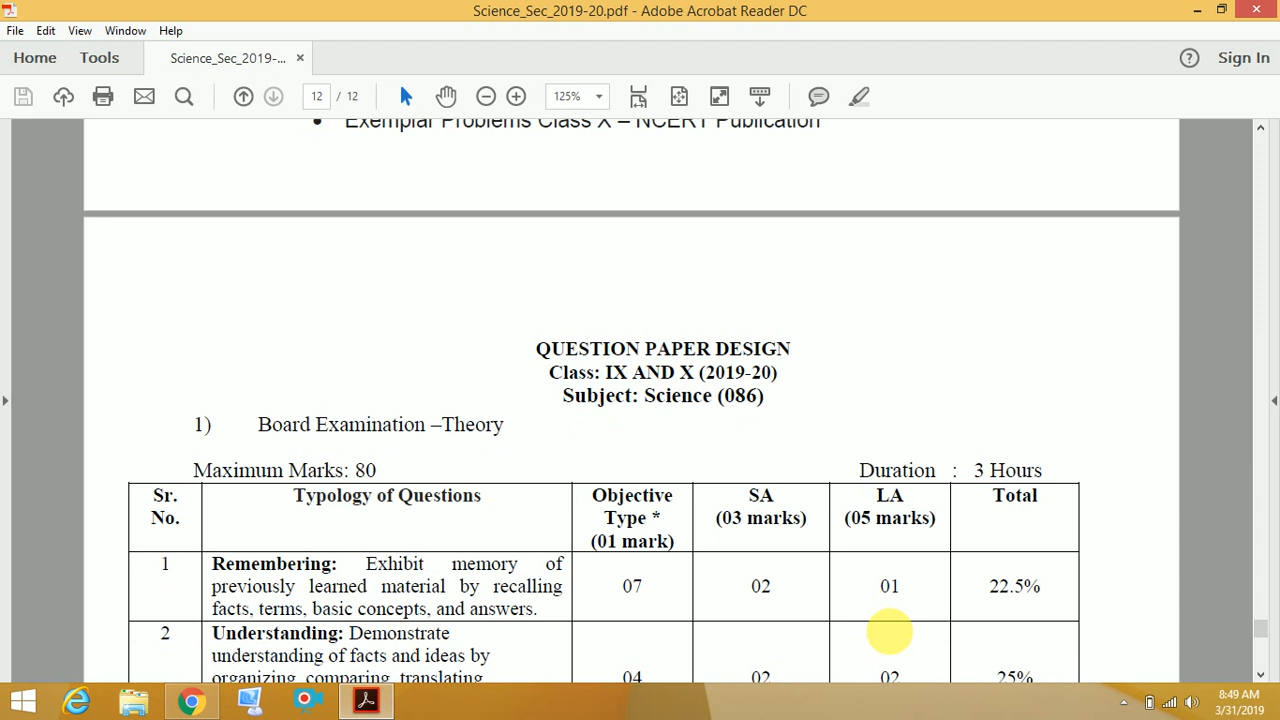 Science_Sec_2019-20.pdf - Adobe Acrobat Reader DC
File Edit View Window Help
Home Tools Science_Sec_2019-... × Sign In
12 / 12 125%
• Exemplar Problems Class X – NCERT Publication
QUESTION PAPER DESIGN
Class: IX AND X (2019-20)
Subject: Science (086)
1) Board Examination –Theory
Maximum Marks: 80 Duration : 3 Hours
Sr. No. Typology of Questions Objective Type * (01 mark) SA (03 marks) LA (05 marks) Total
1 Remembering: Exhibit memory of
previously learned material by recalling 07 02 01 22.5%
facts, terms, basic concepts, and answers.
2 Understanding: Demonstrate
understanding of facts and ideas by
organizing, comparing, translating, 04 02 02 25%
8:49 AM
3/31/2019